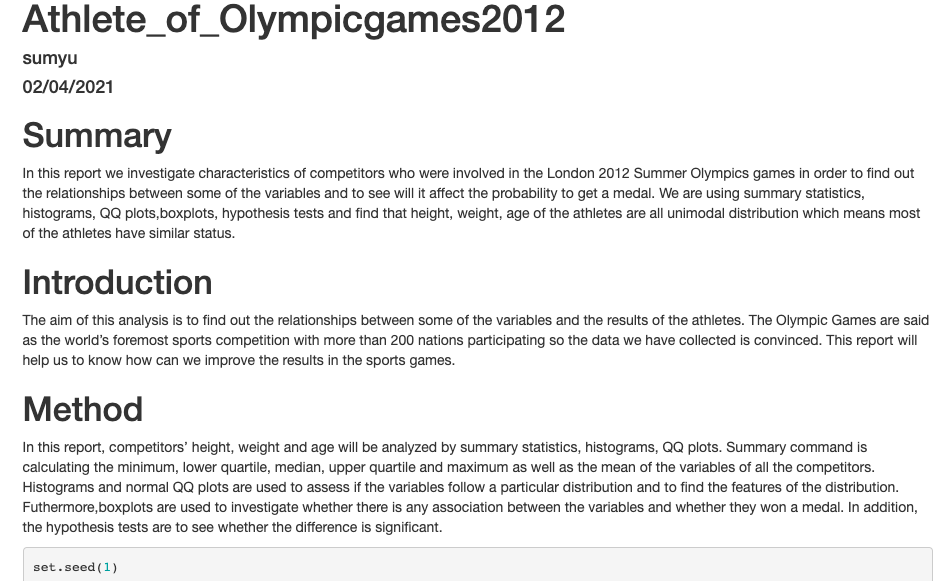 Athlete_of_Olympicgames2012
sumyu
02/04/2021
Summary
In this report we investigate characteristics of competitors who were involved in the London 2012 Summer Olympics games in order to find out
the relationships between some of the variables and to see will it affect the probability to get a medal. We are using summary statistics,
histograms, QQ plots,boxplots, hypothesis tests and find that height, weight, age of the athletes are all unimodal distribution which means most
of the athletes have similar status.
Introduction
The aim of this analysis is to find out the relationships between some of the variables and the results of the athletes. The Olympic Games are said
as the world’s foremost sports competition with more than 200 nations participating so the data we have collected is convinced. This report will
help us to know how can we improve the results in the sports games.
Method
In this report, competitors’ height, weight and age will be analyzed by summary statistics, histograms, QQ plots. Summary command is
calculating the minimum, lower quartile, median, upper quartile and maximum as well as the mean of the variables of all the competitors.
Histograms and normal QQ plots are used to assess if the variables follow a particular distribution and to find the features of the distribution.
Futhermore,boxplots are used to investigate whether there is any association between the variables and whether they won a medal. In addition,
the hypothesis tests are to see whether the difference is significant.
set.seed(1)